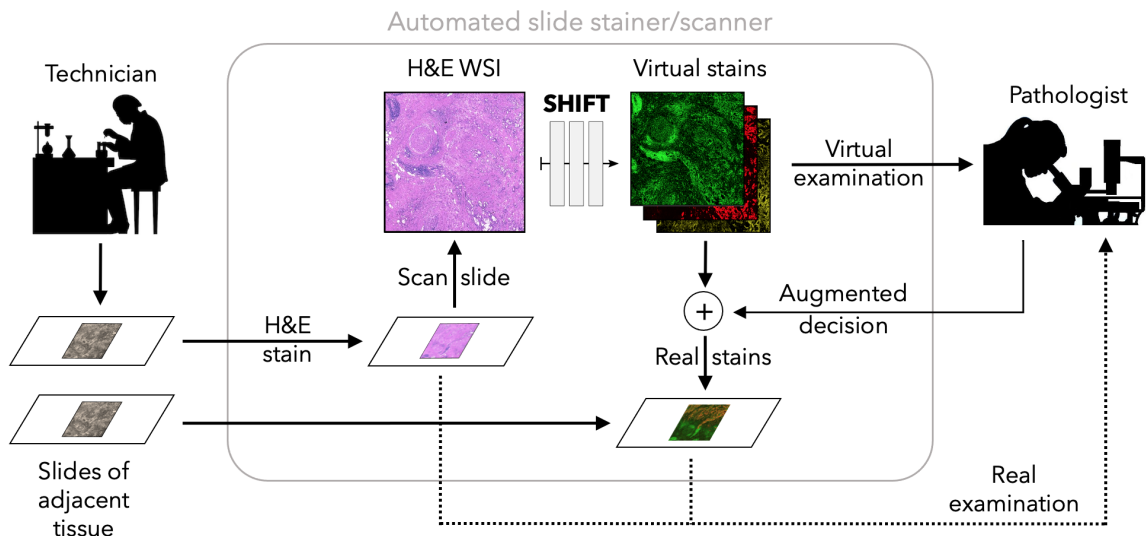 Automated slide stainer/scanner
Technician
H&E WSI
SHIFT
Virtual stains
Pathologist
Virtual
examination
Scan slide
Augmented
decision
+
H&E
stain
Real stains
Slides of
adjacent
tissue
Real
examination